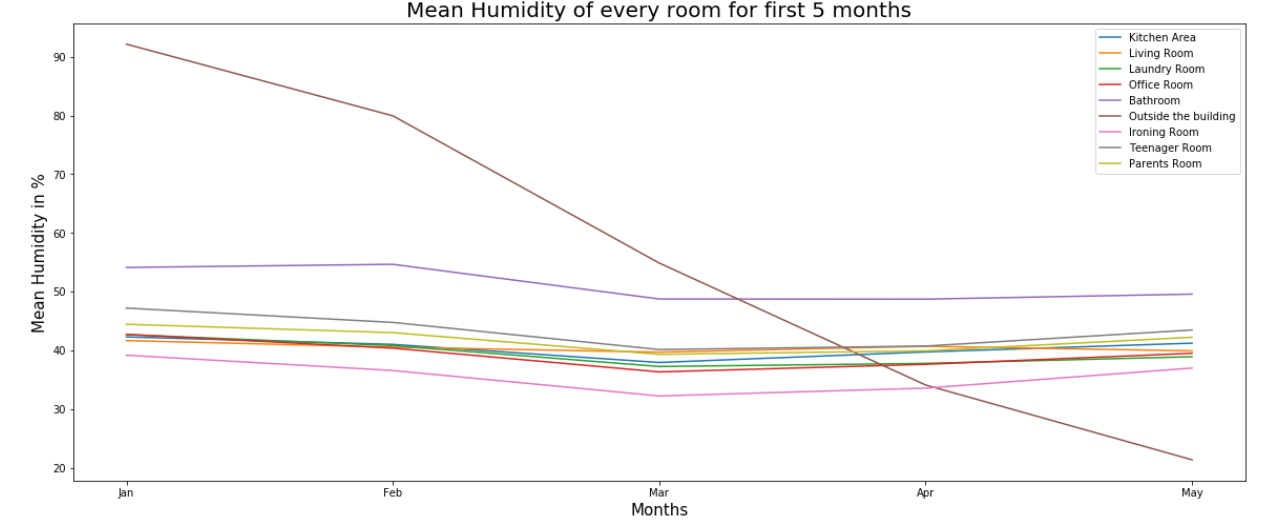 Mean Humidity of every room for first 5 months
Mean Humidity in %
90
80
70
60
50
40
30
20
Kitchen Area
Living Room
Laundry Room
Office Room
Bathroom
Outside the building
Ironing Room
Teenager Room
Parents Room
Jan Feb Mar Apr May
Months